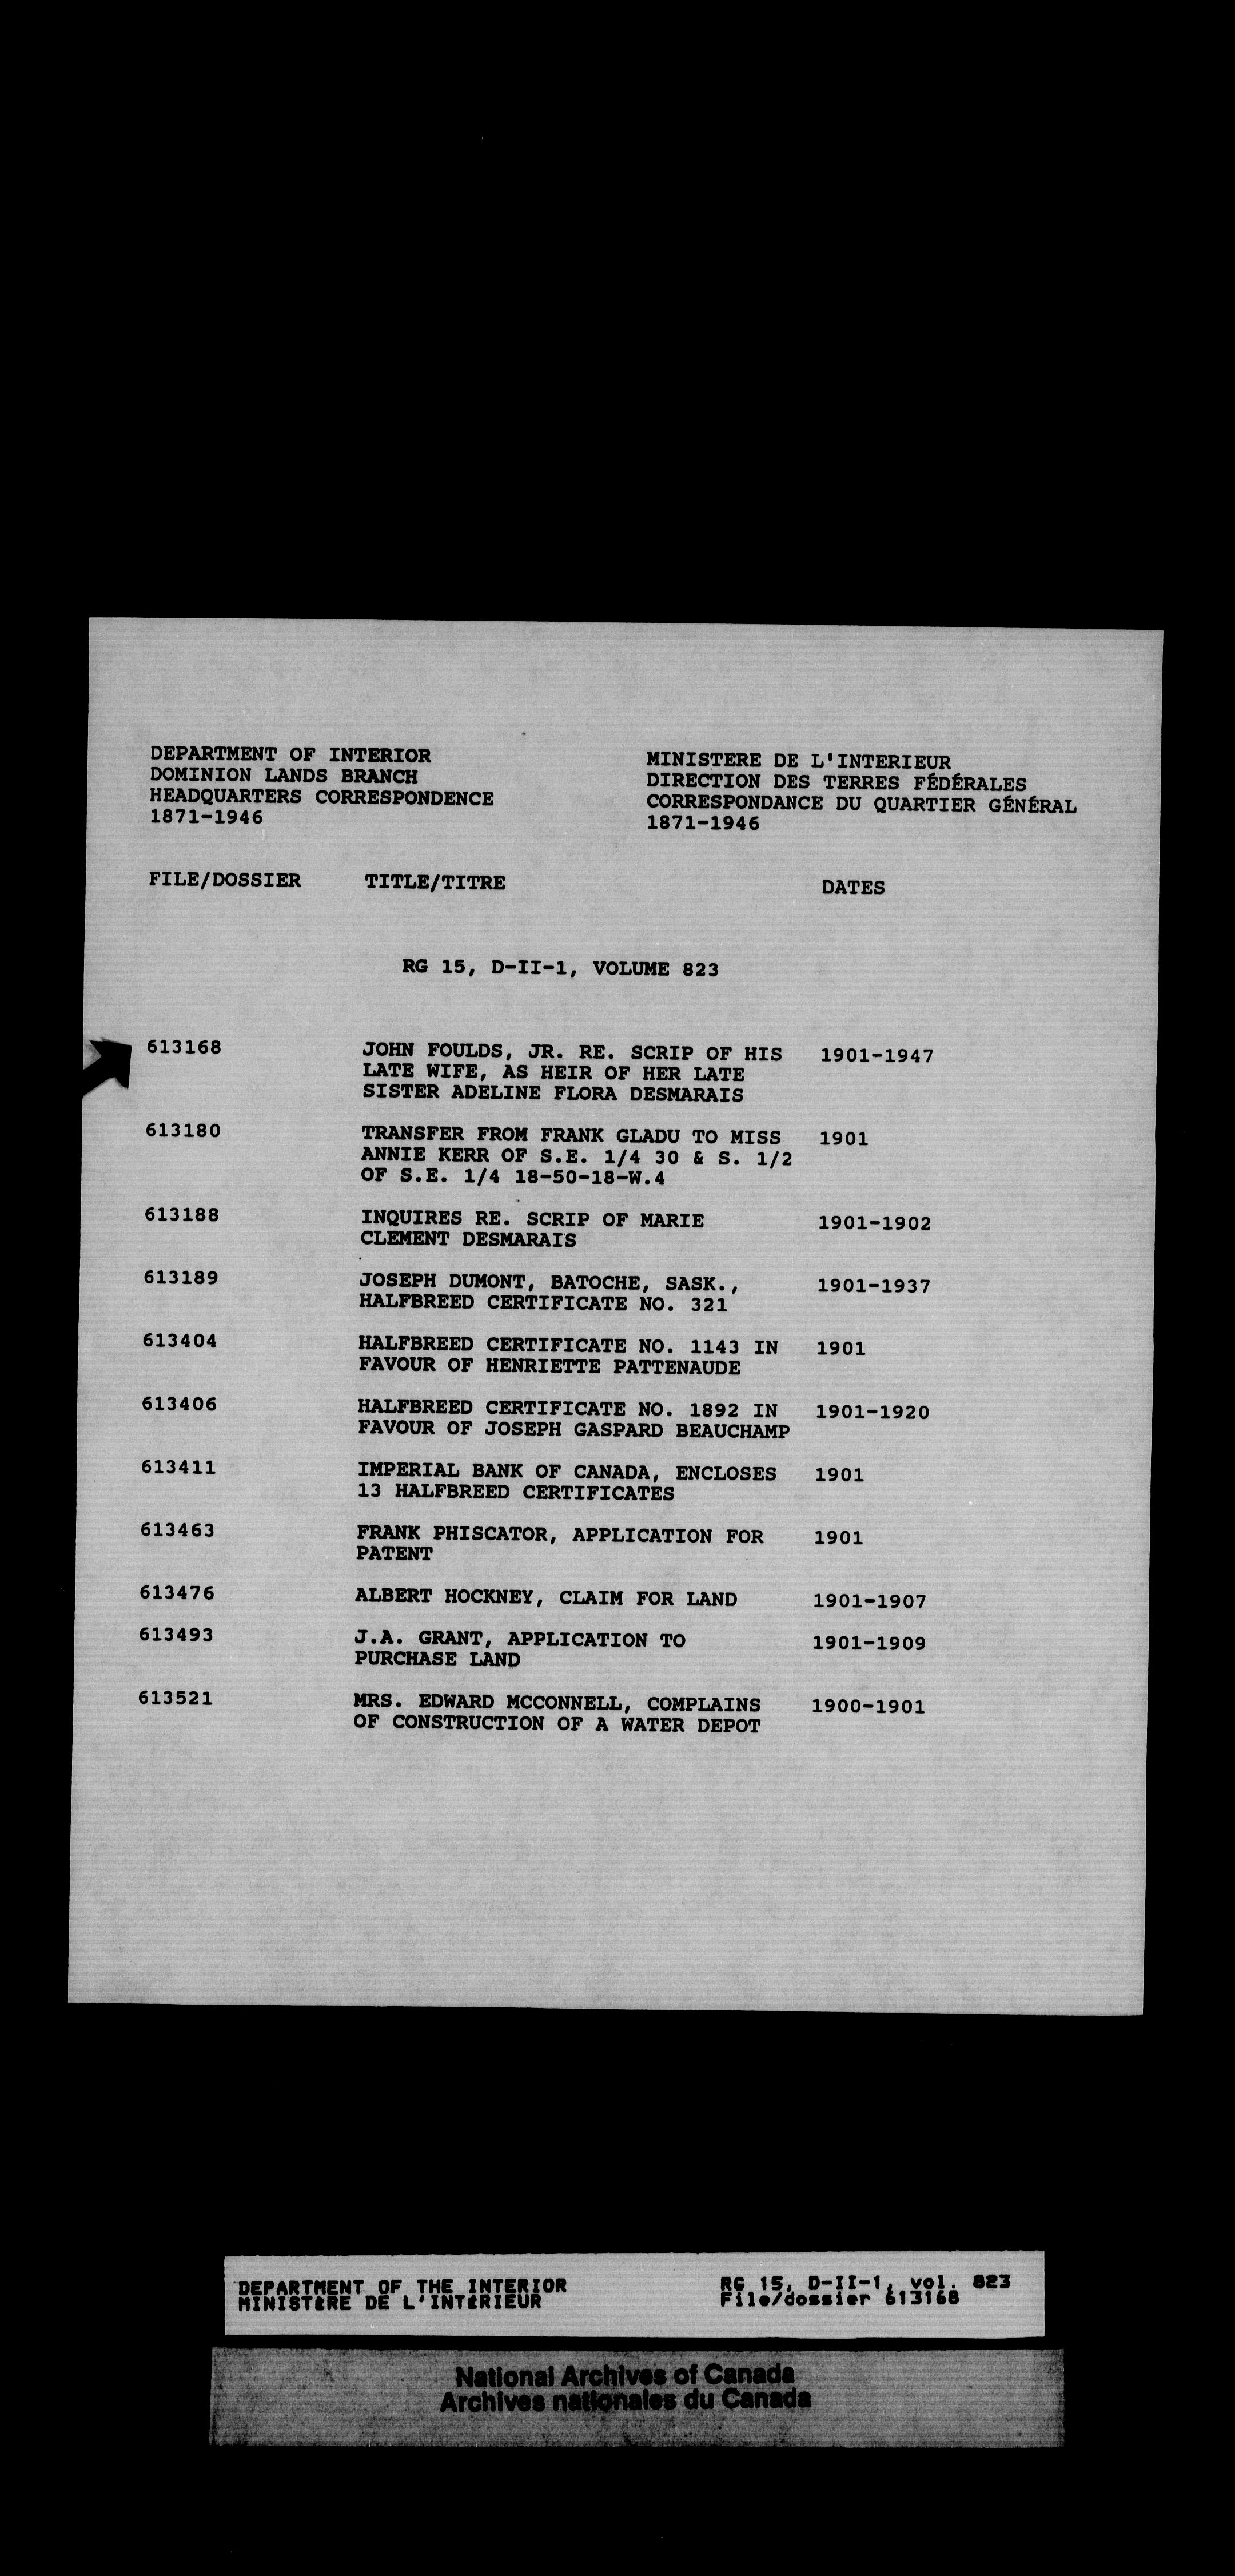 DEPARTMENT OF INTERIOR
DOMINION LANDS BRANCH
HEADQUARTERS CORRESPONDENCE
1871-1946
MINISTERE DE L'INTERIEUR
DIRECTION DES TERRES FÉDÉRALES
CORRESPONDANCE DU QUARTIER GÉNÉRAL
1871-1946
FILE/DOSSIER TITLE/TITRE DATES
RG 15, D-II-1, VOLUME 823
613168 JOHN FOULDS, JR. RE. SCRIP OF HIS 1901-1947
LATE WIFE, AS HEIR OF HER LATE
SISTER ADELINE FLORA DESMARAIS
613180 TRANSFER FROM FRANK GLADU TO MISS 1901
ANNIE KERR OF S.E. 1/4 30 & S. 1/2
OF S.E. 1/4 18-50-18-W.4
613188 INQUIRES RE. SCRIP OF MARIE 1901-1902
CLEMENT DESMARAIS
613189 JOSEPH DUMONT, BATOCHE, SASK., 1901-1937
HALFBREED CERTIFICATE NO. 321
613404 HALFBREED CERTIFICATE NO. 1143 IN 1901
FAVOUR OF HENRIETTE PATTENAUDE
613406 HALFBREED CERTIFICATE NO. 1892 IN 1901-1920
FAVOUR OF JOSEPH GASPARD BEAUCHAMP
613411 IMPERIAL BANK OF CANADA, ENCLOSES 1901
13 HALFBREED CERTIFICATES
613463 FRANK PHISCATOR, APPLICATION FOR 1901
PATENT
613476 ALBERT HOCKNEY, CLAIM FOR LAND 1901-1907
613493 J.A. GRANT, APPLICATION TO 1901-1909
PURCHASE LAND
613521 MRS. EDWARD MCCONNELL, COMPLAINS 1900-1901
OF CONSTRUCTION OF A WATER DEPOT
DEPARTMENT OF THE INTERIOR RG 15, D-II-1, vol. 823
MINISTÈRE DE L'INTÉRIEUR File/dossier 613168
National Archives of Canada
Archives nationales du Canada